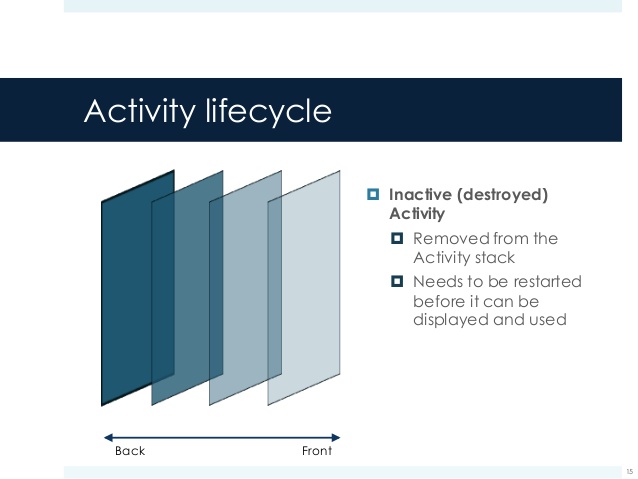 Activity lifecycle
Inactive (destroyed)
Activity
Removed from the
Activity stack
Needs to be restarted
before it can be
displayed and used
Back
Front
15